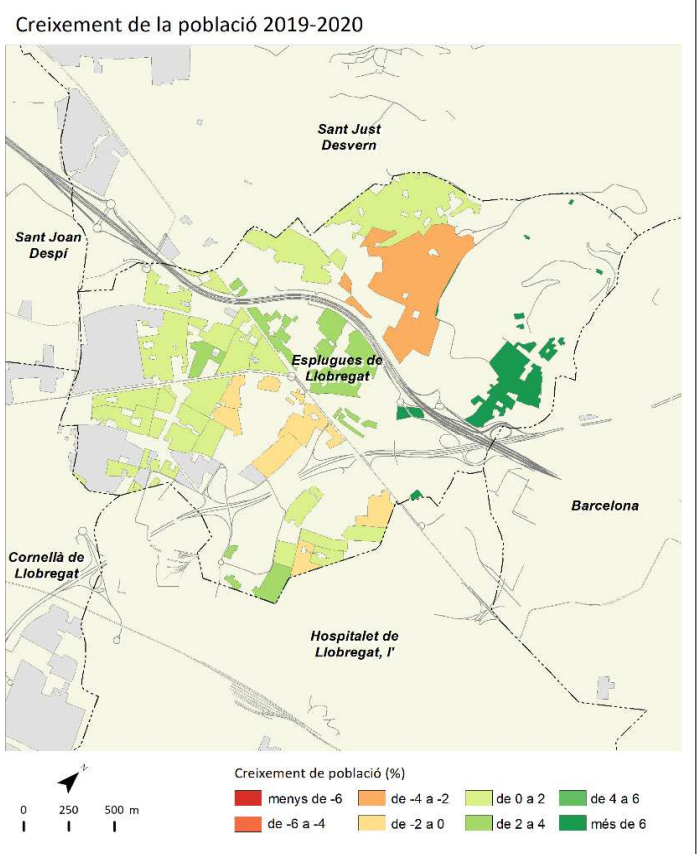 Creixement de la població 2019-2020
Sant Just
Desvern
Sant Joan
Despí
Esplugues de
Llobregat
Barcelona
Cornellà de
Llobregat
Hospitalet de
Llobregat, l'
N
0 250 500 m
Creixement de població (%)
menys de -6
de -4 a -2
de 0 a 2
de 4 a 6
de -6 a -4
de -2 a 0
de 2 a 4
més de 6